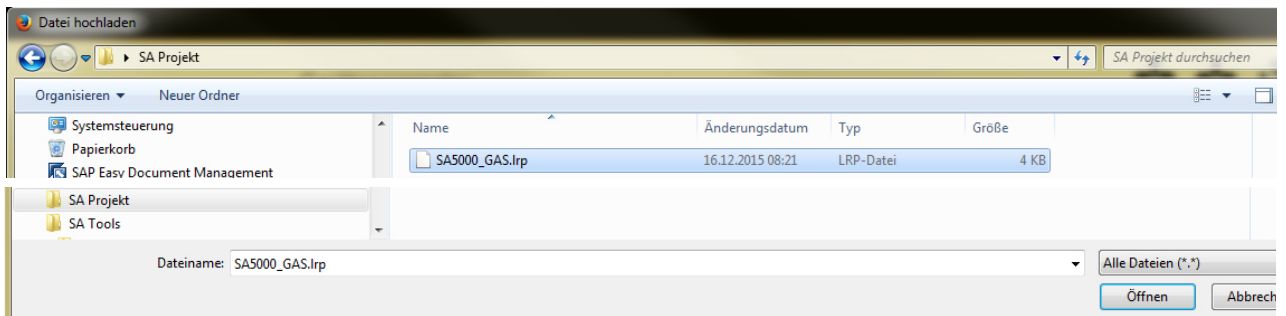 Datei hochladen
SA Projekt
SA Projekt durchsuchen
Organisieren Neuer Ordner
Systemsteuerung
Papierkorb
SAP Easy Document Management
Name Änderungsdatum Typ Größe
SA5000_GAS.lrp 16.12.2015 08:21 LRP-Datei 4 KB
SA Projekt
SA Tools
Dateiname: SA5000_GAS.lrp Alle Dateien (*.*)
Öffnen Abbrech